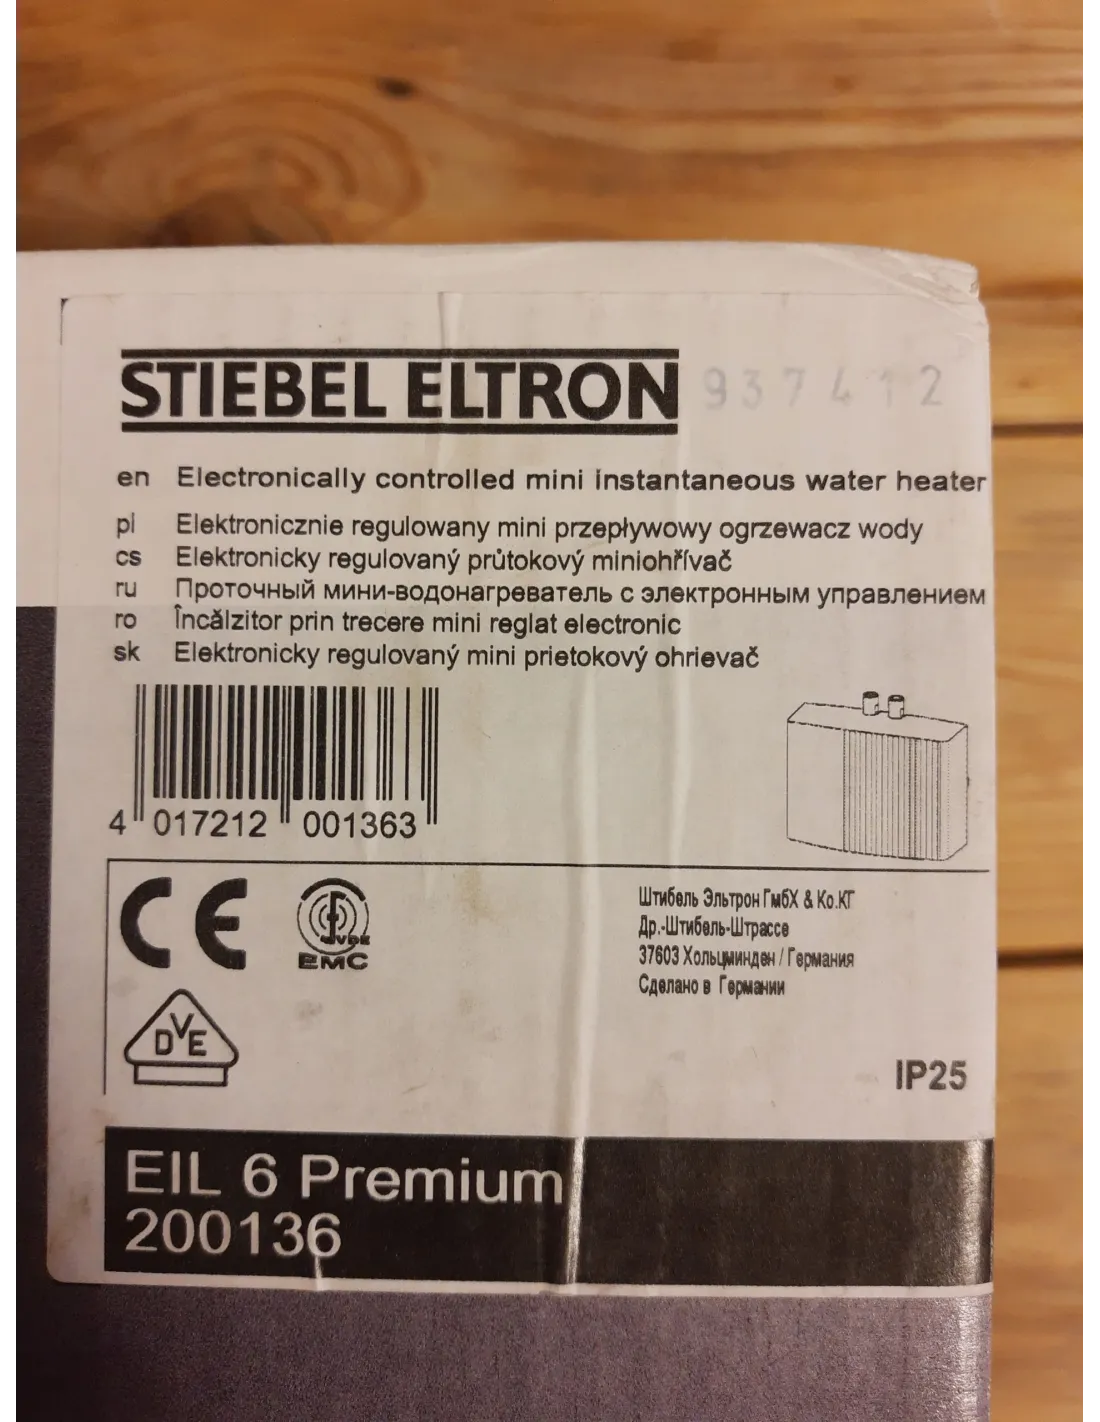 STIEBEL ELTRON 937412
en Electronically controlled mini instantaneous water heater
pl Elektronicznie regulowany mini przepływowy ogrzewacz wody
cs Elektronicky regulovaný průtokový miniohřívač
ru Проточный мини-водонагреватель с электронным управлением
ro Încălzitor prin trecere mini reglat electronic
sk Elektronicky regulovaný mini prietokový ohrievač
4 017212 001363
CE
VDE
EMC
Штибель Эльтрон ГмбХ & Ко.КГ
Др.-Штибель-Штрассе
37603 Хольцминден / Германия
Сделано в Германии
DVE
IP25
EIL 6 Premium
200136